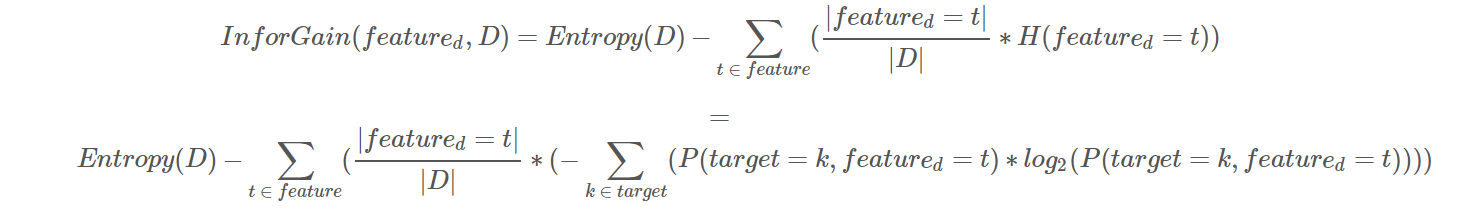 InforGain(feature_d, D) = Entropy(D) − ∑_{t ∈ feature} (|feature_d = t| / |D| * H(feature_d = t))
=
Entropy(D) − ∑_{t ∈ feature} (|feature_d = t| / |D| * (− ∑_{k ∈ target} (P(target = k, feature_d = t) * log_2(P(target = k, feature_d = t))))